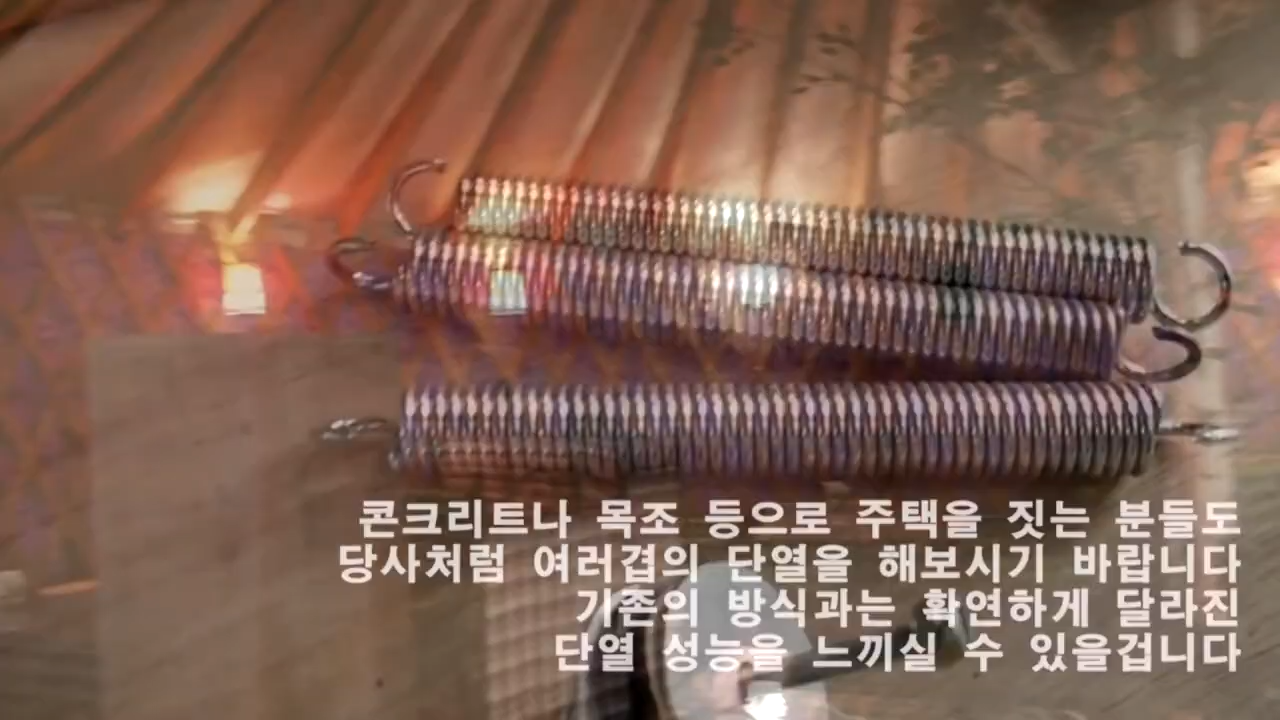 콘크리트나 목조 등으로 주택을 짓는 분들도
당사처럼 여러겹의 단열을 해보시기 바랍니다
기존의 방식과는 확연하게 달라진
단열 성능을 느끼실 수 있을겁니다